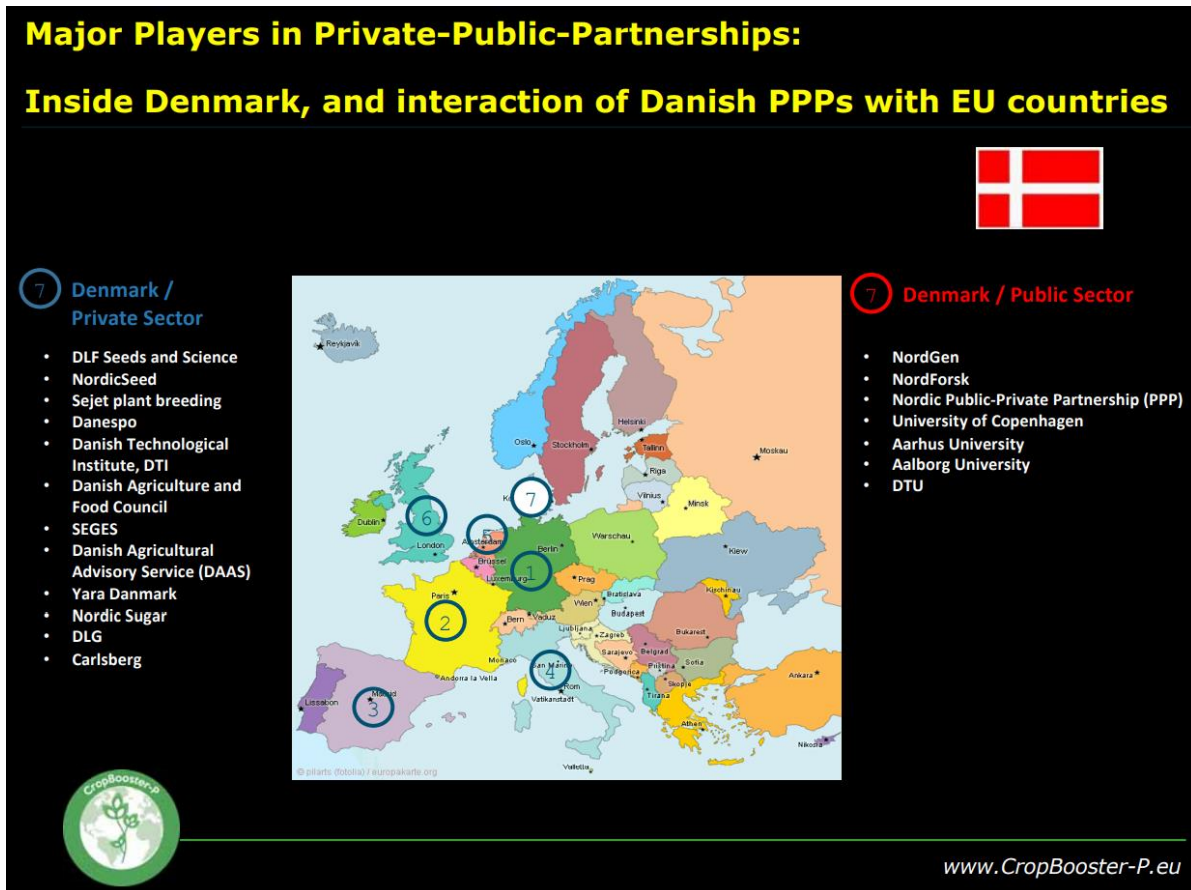 Major Players in Private-Public-Partnerships:
Inside Denmark, and interaction of Danish PPPs with EU countries
7
Denmark /
Private Sector
• DLF Seeds and Science
• NordicSeed
• Sejet plant breeding
• Danespo
• Danish Technological
Institute, DTI
• Danish Agriculture and
Food Council
• SEGES
• Danish Agricultural
Advisory Service (DAAS)
• Yara Danmark
• Nordic Sugar
• DLG
• Carlsberg
Reykjavik
Helsinki
Oslo
Stockholm
Tallinn
Moskau
Riga
7
Vilnius
Minsk
Dublin
6
5
Amsterdam
London
Berlin
Warschau
Kiew
Brüssel
1
Luxemburg
Prag
Paris
Bratislava
Kischinau
Wien
Budapest
2
Bern
Vaduz
Ljubljana
Zagreb
Bukarest
Monaco
San Marino
Sarajevo
Belgrad
4
Podgorica
Pristina
Sofia
Andorra la Vella
Skopje
Rom
Vatikanstadt
Tirana
Ankara
Madrid
Lissabon
3
Athen
Nikosia
Valletta
© pilarts (fotolia) / europakarte.org
7
Denmark / Public Sector
• NordGen
• NordForsk
• Nordic Public-Private Partnership (PPP)
• University of Copenhagen
• Aarhus University
• Aalborg University
• DTU
CropBooster-P
www.CropBooster-P.eu